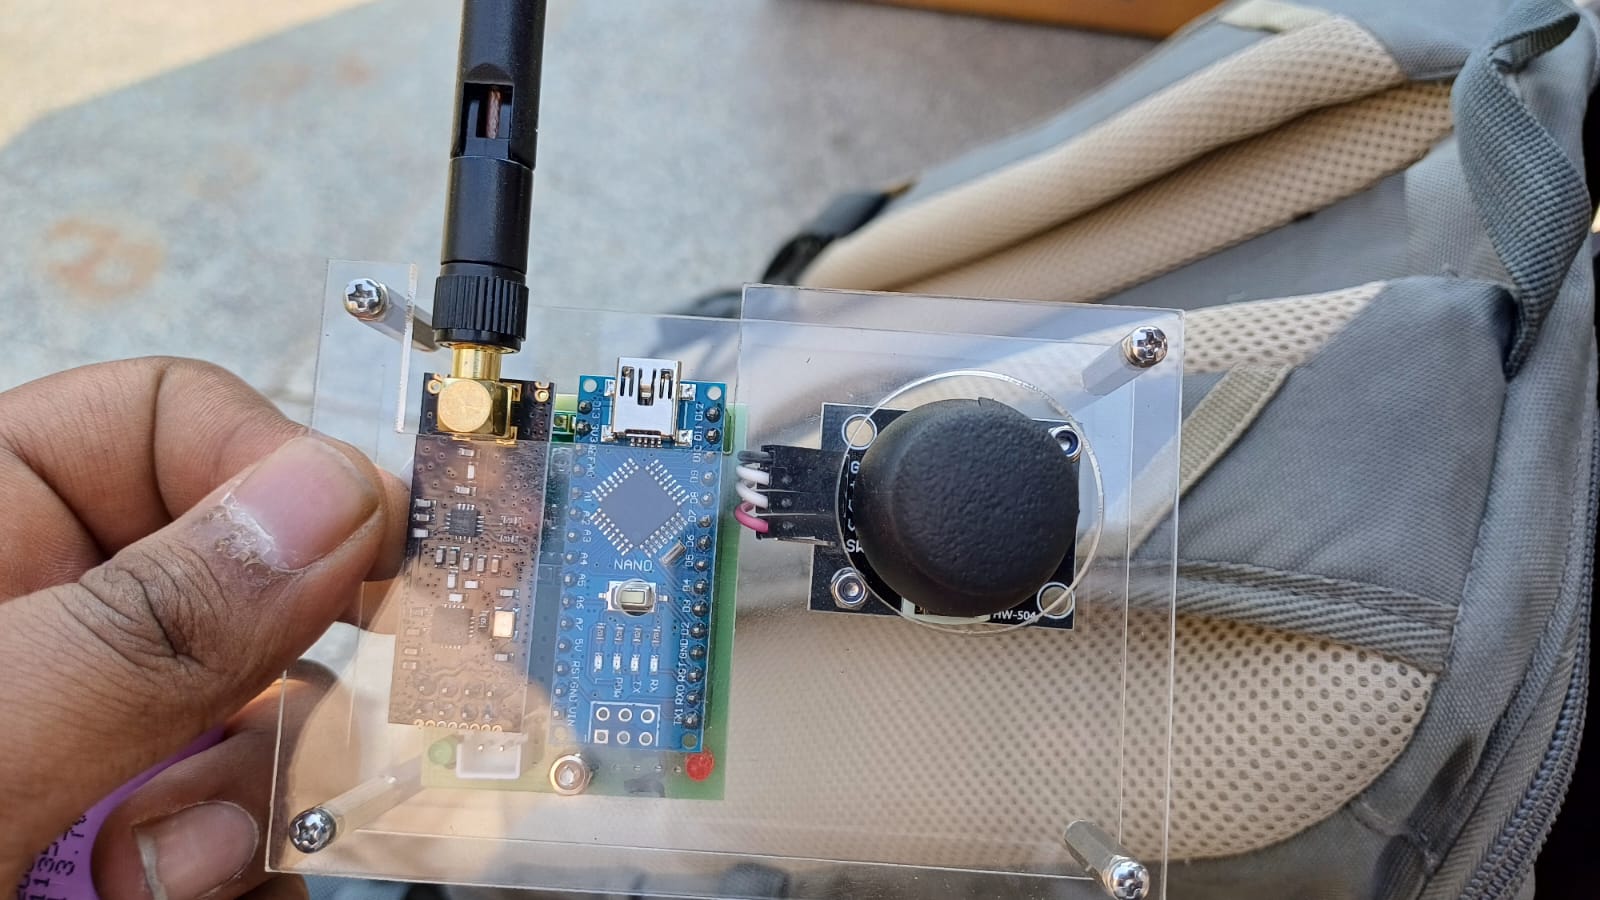 D13 3V3 REF A0 A1 A2 A3 A4 A5 A6 A7 5V RST GND VIN
D12 D11 D10 D9 D8 D7 D6 D5 D4 D3 D2 GND RST RX0 TX1
NANO
L POW TX RX
G
SW
HW-504